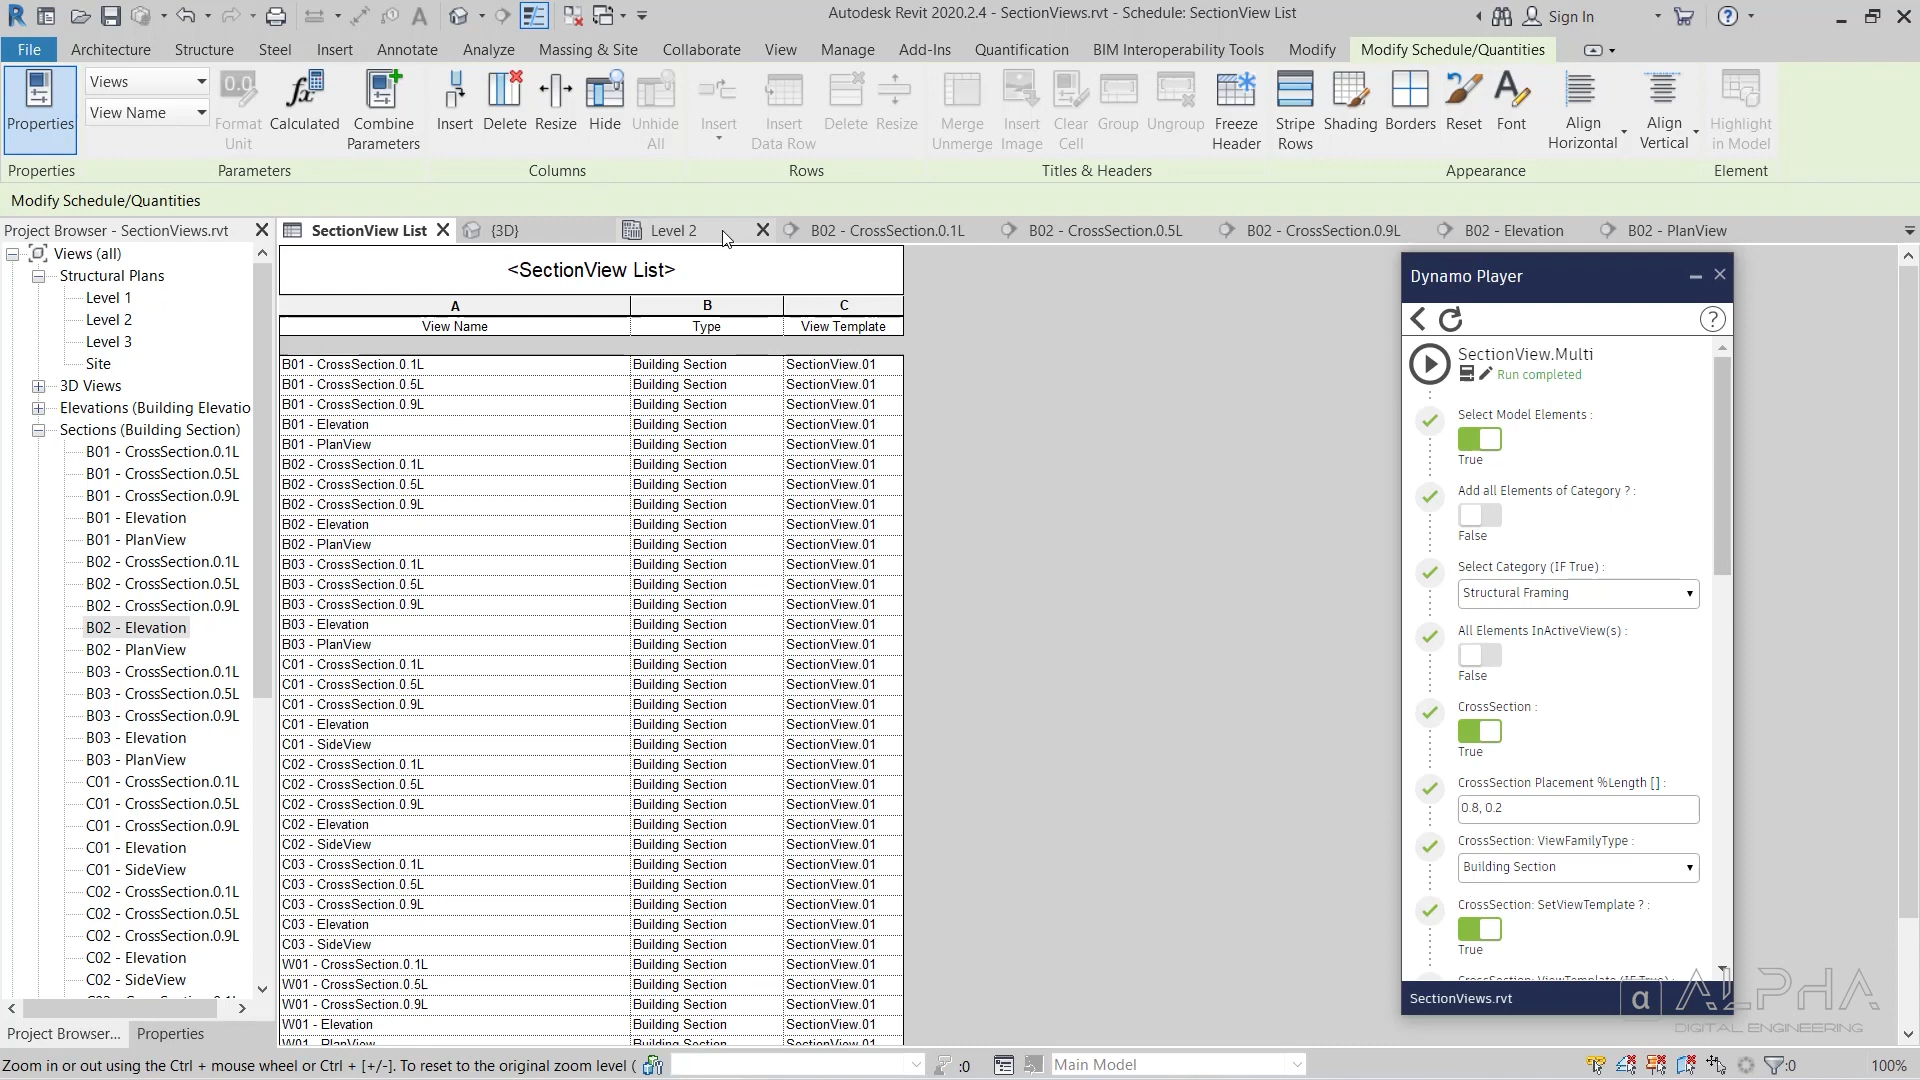 Autodesk Revit 2020.2.4 - SectionViews.rvt - Schedule: SectionView List
Sign In
File Architecture Structure Steel Insert Annotate Analyze Massing & Site Collaborate View Manage Add-Ins Quantification BIM Interoperability Tools Modify Modify Schedule/Quantities
Views
View Name
Properties
Format Unit
Calculated
Combine Parameters
Insert
Delete
Resize
Hide
Unhide All
Insert
Insert Data Row
Delete
Resize
Merge Unmerge
Insert Image
Clear Cell
Group
Ungroup
Freeze Header
Stripe Rows
Shading
Borders
Reset
Font
Align Horizontal
Align Vertical
Highlight in Model
Properties Parameters Columns Rows Titles & Headers Appearance Element
Modify Schedule/Quantities
Project Browser - SectionViews.rvt
Views (all)
Structural Plans
Level 1
Level 2
Level 3
Site
3D Views
Elevations (Building Elevatio
Sections (Building Section)
B01 - CrossSection.0.1L
B01 - CrossSection.0.5L
B01 - CrossSection.0.9L
B01 - Elevation
B01 - PlanView
B02 - CrossSection.0.1L
B02 - CrossSection.0.5L
B02 - CrossSection.0.9L
B02 - Elevation
B02 - PlanView
B03 - CrossSection.0.1L
B03 - CrossSection.0.5L
B03 - CrossSection.0.9L
B03 - Elevation
B03 - PlanView
C01 - CrossSection.0.1L
C01 - CrossSection.0.5L
C01 - CrossSection.0.9L
C01 - Elevation
C01 - SideView
C02 - CrossSection.0.1L
C02 - CrossSection.0.5L
C02 - CrossSection.0.9L
C02 - Elevation
C02 - SideView
Project Browser... Properties
SectionView List {3D} Level 2 B02 - CrossSection.0.1L B02 - CrossSection.0.5L B02 - CrossSection.0.9L B02 - Elevation B02 - PlanView
<SectionView List>
A B C
View Name Type View Template
B01 - CrossSection.0.1L Building Section SectionView.01
B01 - CrossSection.0.5L Building Section SectionView.01
B01 - CrossSection.0.9L Building Section SectionView.01
B01 - Elevation Building Section SectionView.01
B01 - PlanView Building Section SectionView.01
B02 - CrossSection.0.1L Building Section SectionView.01
B02 - CrossSection.0.5L Building Section SectionView.01
B02 - CrossSection.0.9L Building Section SectionView.01
B02 - Elevation Building Section SectionView.01
B02 - PlanView Building Section SectionView.01
B03 - CrossSection.0.1L Building Section SectionView.01
B03 - CrossSection.0.5L Building Section SectionView.01
B03 - CrossSection.0.9L Building Section SectionView.01
B03 - Elevation Building Section SectionView.01
B03 - PlanView Building Section SectionView.01
C01 - CrossSection.0.1L Building Section SectionView.01
C01 - CrossSection.0.5L Building Section SectionView.01
C01 - CrossSection.0.9L Building Section SectionView.01
C01 - Elevation Building Section SectionView.01
C01 - SideView Building Section SectionView.01
C02 - CrossSection.0.1L Building Section SectionView.01
C02 - CrossSection.0.5L Building Section SectionView.01
C02 - CrossSection.0.9L Building Section SectionView.01
C02 - Elevation Building Section SectionView.01
C02 - SideView Building Section SectionView.01
C03 - CrossSection.0.1L Building Section SectionView.01
C03 - CrossSection.0.5L Building Section SectionView.01
C03 - CrossSection.0.9L Building Section SectionView.01
C03 - Elevation Building Section SectionView.01
C03 - SideView Building Section SectionView.01
W01 - CrossSection.0.1L Building Section SectionView.01
W01 - CrossSection.0.5L Building Section SectionView.01
W01 - CrossSection.0.9L Building Section SectionView.01
W01 - Elevation Building Section SectionView.01
W01 - PlanView Building Section SectionView.01
Dynamo Player
SectionView.Multi
Run completed
Select Model Elements :
True
Add all Elements of Category ? :
False
Select Category (IF True) :
Structural Framing
All Elements InActiveView(s) :
False
CrossSection :
True
CrossSection Placement %Length [] :
0.8, 0.2
CrossSection: ViewFamilyType :
Building Section
CrossSection: SetViewTemplate ? :
True
CrossSection: ViewTemplate (IF True) :
SectionViews.rvt
α ALPHA
DIGITAL ENGINEERING
Zoom in or out using the Ctrl + mouse wheel or Ctrl + [+/-]. To reset to the original zoom level (
:0
Main Model
:0
100%